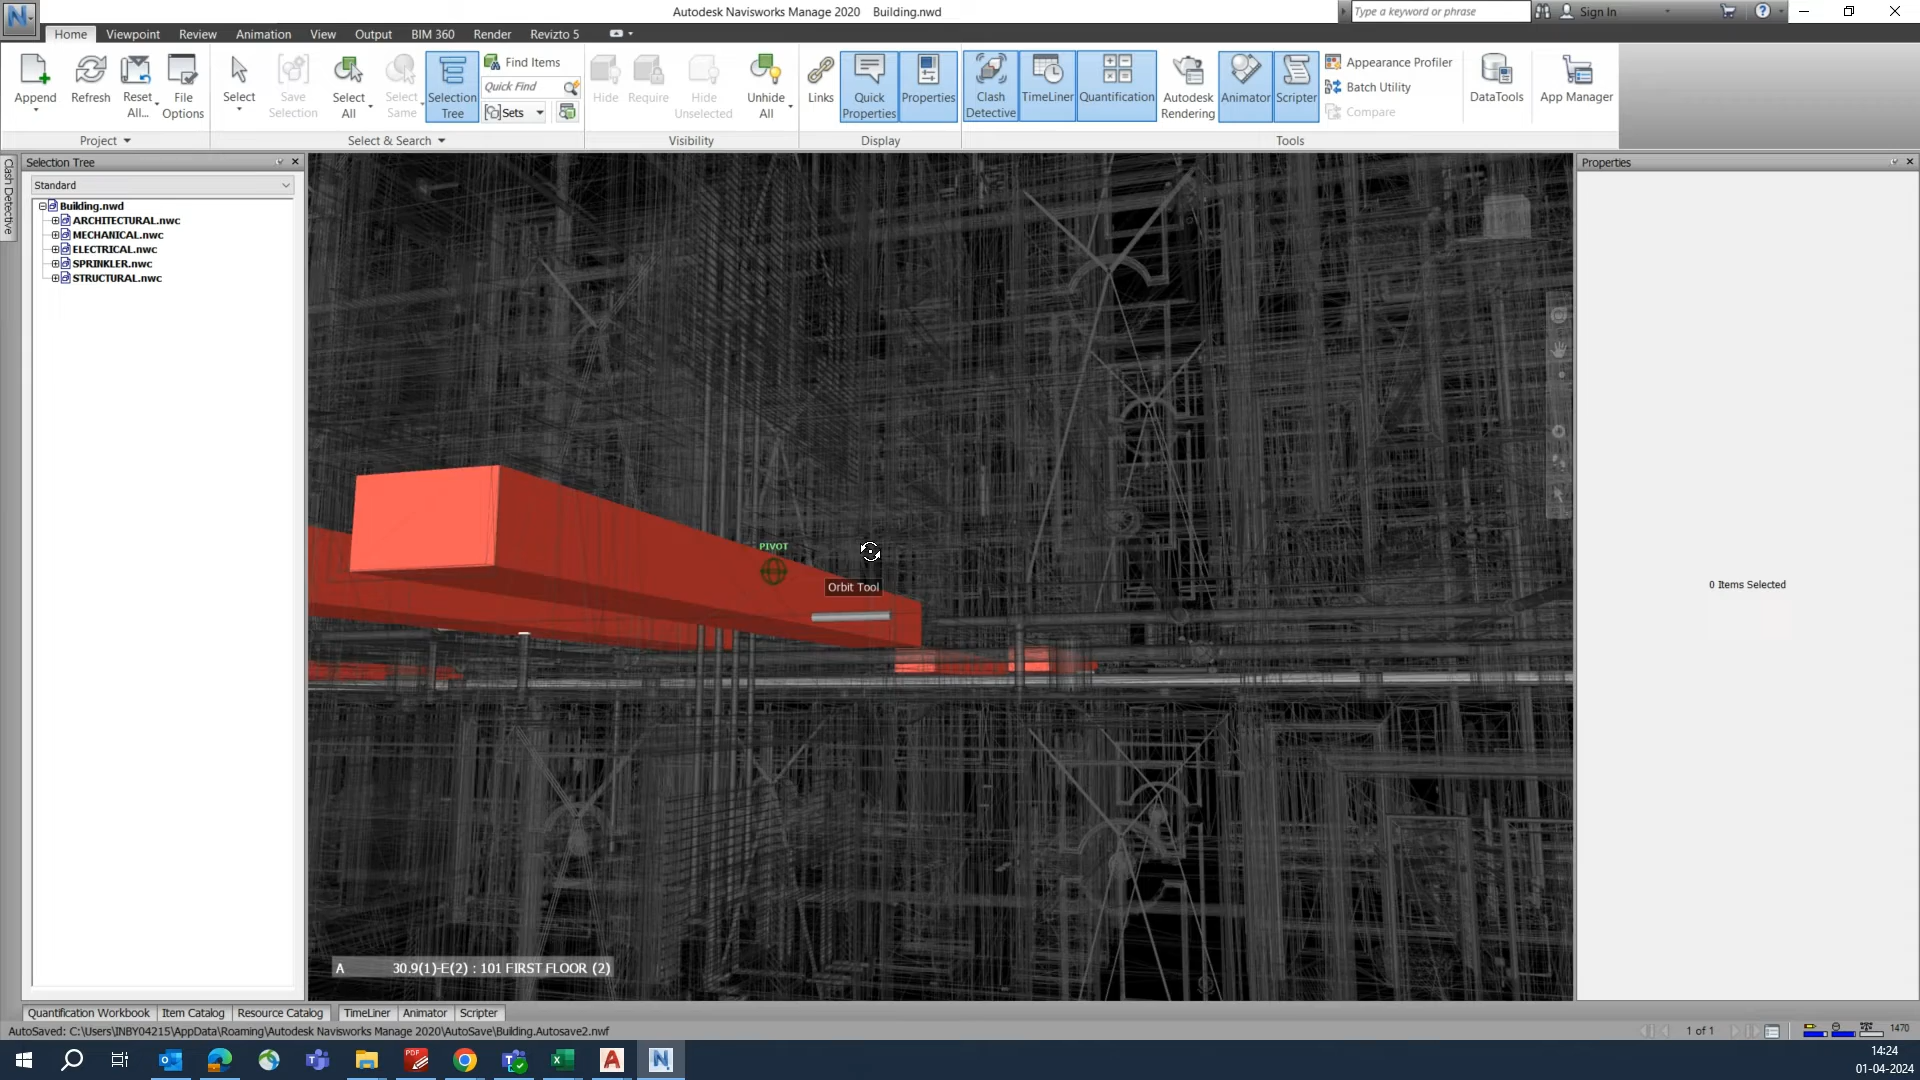 Autodesk Navisworks Manage 2020 Building.nwd
Type a keyword or phrase
Sign In
Home Viewpoint Review Animation View Output BIM 360 Render Revizto 5
Append
Refresh
Reset All...
File Options
Select
Save Selection
Select All
Select Same
Selection Tree
Find Items
Quick Find
Sets
Hide
Require
Hide Unselected
Unhide All
Links
Quick Properties
Properties
Clash Detective
TimeLiner
Quantification
Autodesk Rendering
Animator
Scripter
Appearance Profiler
Batch Utility
Compare
DataTools
App Manager
Project
Select & Search
Visibility
Display
Tools
Clash Detective
Selection Tree
Standard
Building.nwd
ARCHITECTURAL.nwc
MECHANICAL.nwc
ELECTRICAL.nwc
SPRINKLER.nwc
STRUCTURAL.nwc
PIVOT
Orbit Tool
A 30.9(1)-E(2) : 101 FIRST FLOOR (2)
Properties
0 Items Selected
Quantification Workbook Item Catalog Resource Catalog TimeLiner Animator Scripter
AutoSaved: C:\Users\INBY04215\AppData\Roaming\Autodesk Navisworks Manage 2020\AutoSave\Building.Autosave2.nwf
1 of 1
1470
14:24
01-04-2024